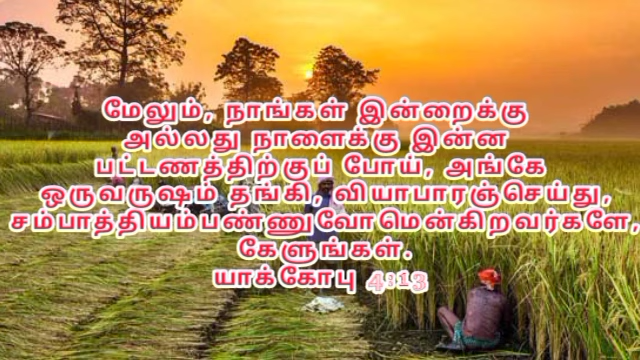 மேலும், நாங்கள் இன்றைக்கு
அல்லது நாளைக்கு இன்ன
பட்டணத்திற்குப் போய், அங்கே
ஒருவருஷம் தங்கி, வியாபாரஞ்செய்து,
சம்பாத்தியம்பண்ணுவோமென்கிறவர்களே,
கேளுங்கள்.
யாக்கோபு 4:13